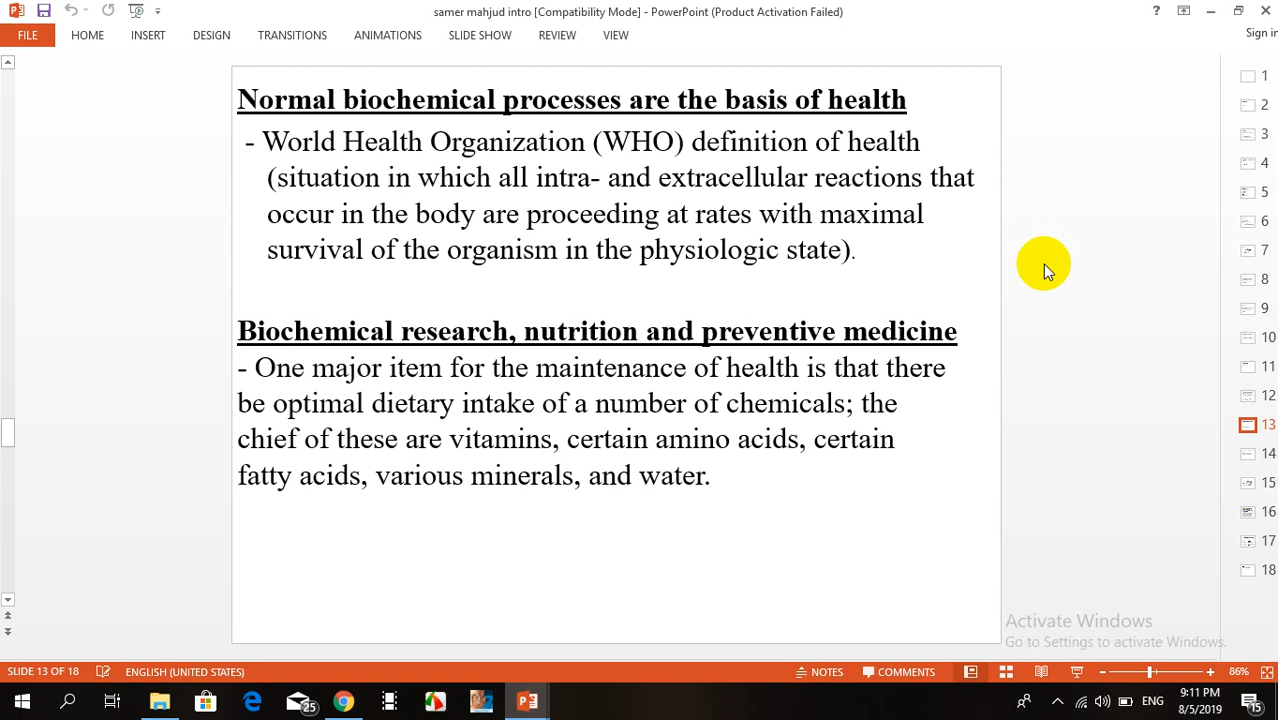 samer mahjud intro [Compatibility Mode] - PowerPoint (Product Activation Failed)
?
FILE HOME INSERT DESIGN TRANSITIONS ANIMATIONS SLIDE SHOW REVIEW VIEW
Sign in
Normal biochemical processes are the basis of health
- World Health Organization (WHO) definition of health
(situation in which all intra- and extracellular reactions that
occur in the body are proceeding at rates with maximal
survival of the organism in the physiologic state).
Biochemical research, nutrition and preventive medicine
- One major item for the maintenance of health is that there
be optimal dietary intake of a number of chemicals; the
chief of these are vitamins, certain amino acids, certain
fatty acids, various minerals, and water.
1
2
3
4
5
6
7
8
9
10
11
12
13
14
15
16
17
18
Activate Windows
Go to Settings to activate Windows.
SLIDE 13 OF 18 ENGLISH (UNITED STATES) NOTES COMMENTS 86%
25
ENG
9:11 PM
8/5/2019
15